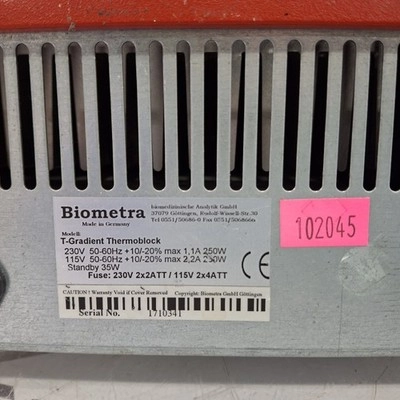 Biometra
Made in Germany
biomedizinische Analytik GmbH
37079 Göttingen, Rudolf-Wissell-Str. 30
Tel 0551/50686-0 Fax 0551/5068666
Modell:
T-Gradient Thermoblock
230V 50-60Hz +10/-20% max 1,1A 250W
115V 50-60Hz +10/-20% max 2,2A 250W
Standby 35W
Fuse: 230V 2x2ATT / 115V 2x4ATT
CE
CAUTION ! Warranty Void if Cover Removed Copyright: Biometra GmbH Göttingen
Serial No. 1710341
102045